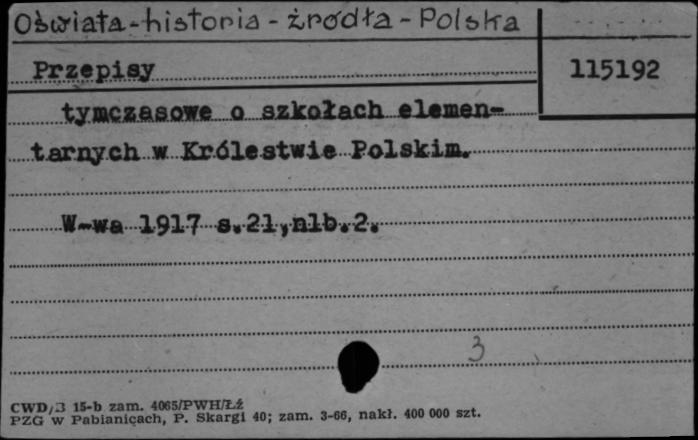 Oświata - historia - źródła - Polska
Przepisy
115192
tymczasowe o szkołach elemen-
tarnych w Królestwie Polskim.
W-wa 1917 s.21,nlb.2.
3
CWD/3 15-b zam. 4065/PWH/Łź
PZG w Pabianicach, P. Skargi 40; zam. 3-66, nakł. 400 000 szt.